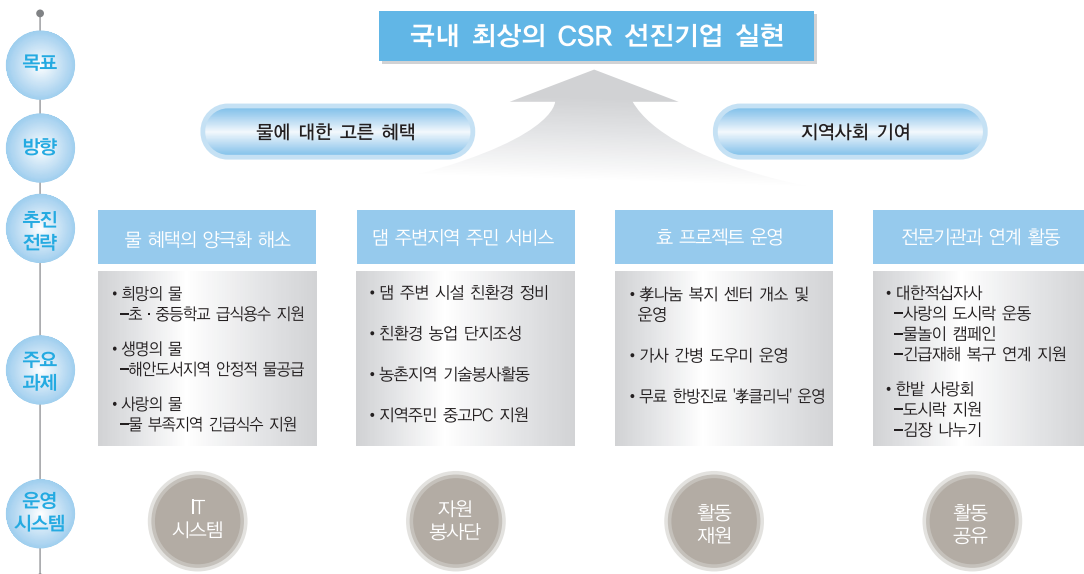 국내 최상의 CSR 선진기업 실현
목표
물에 대한 고른 혜택
지역사회 기여
방향
추진
전략
물 혜택의 양극화 해소
댐 주변지역 주민 서비스
효 프로젝트 운영
전문기관과 연계 활동
주요
과제
• 희망의 물
–초·중등학교 급식용수 지원
• 생명의 물
–해안도서지역 안정적 물공급
• 사랑의 물
–물 부족지역 긴급식수 지원
• 댐 주변 시설 친환경 정비
• 친환경 농업 단지조성
• 농촌지역 기술봉사활동
• 지역주민 중고PC 지원
• 孝나눔 복지 센터 개소 및
운영
• 가사 간병 도우미 운영
• 무료 한방진료 '孝클리닉' 운영
• 대한적십자사
–사랑의 도시락 운동
–물놀이 캠페인
–긴급재해 복구 연계 지원
• 한밭 사랑회
–도시락 지원
–김장 나누기
운영
시스템
IT
시스템
자원
봉사단
활동
재원
활동
공유